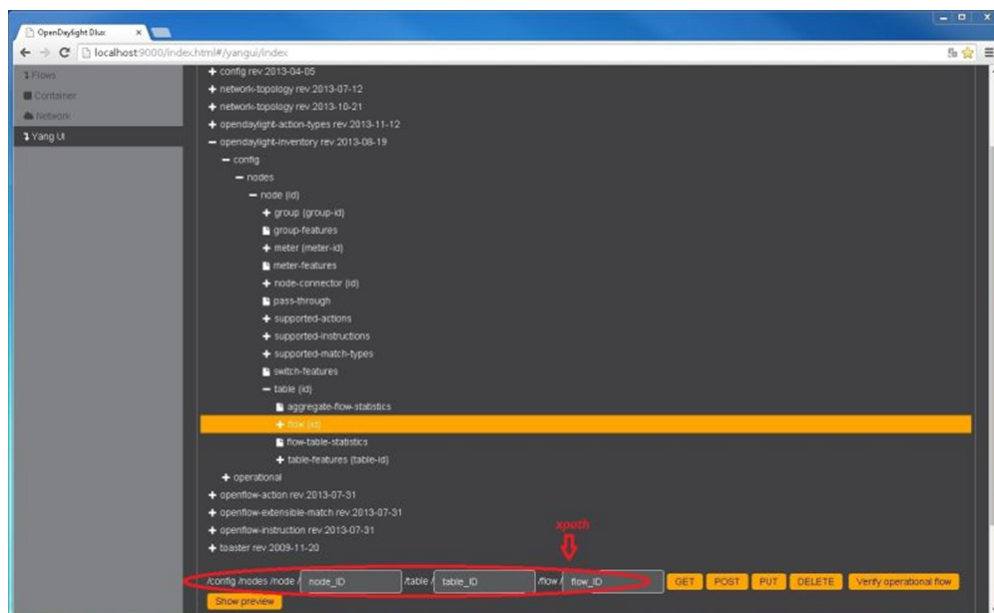 OpenDaylight Dlux
localhost:9000/index.html#/yangui/index
Flows
Container
Network
Yang UI
config rev.2013-04-05
network-topology rev.2013-07-12
network-topology rev.2013-10-21
opendaylight-action-types rev.2013-11-12
opendaylight-inventory rev.2013-08-19
config
nodes
node (id)
group (group-id)
group-features
meter (meter-id)
meter-features
node-connector (id)
pass-through
supported-actions
supported-instructions
supported-match-types
switch-features
table (id)
aggregate-flow-statistics
flow (id)
flow-table-statistics
table-features (table-id)
operational
openflow-action rev.2013-07-31
openflow-extensible-match rev.2013-07-31
openflow-instruction rev.2013-07-31
toaster rev.2009-11-20
xpath
/config /nodes /node / node_ID /table / table_ID /flow / flow_ID GET POST PUT DELETE Verify operational flow
Show preview